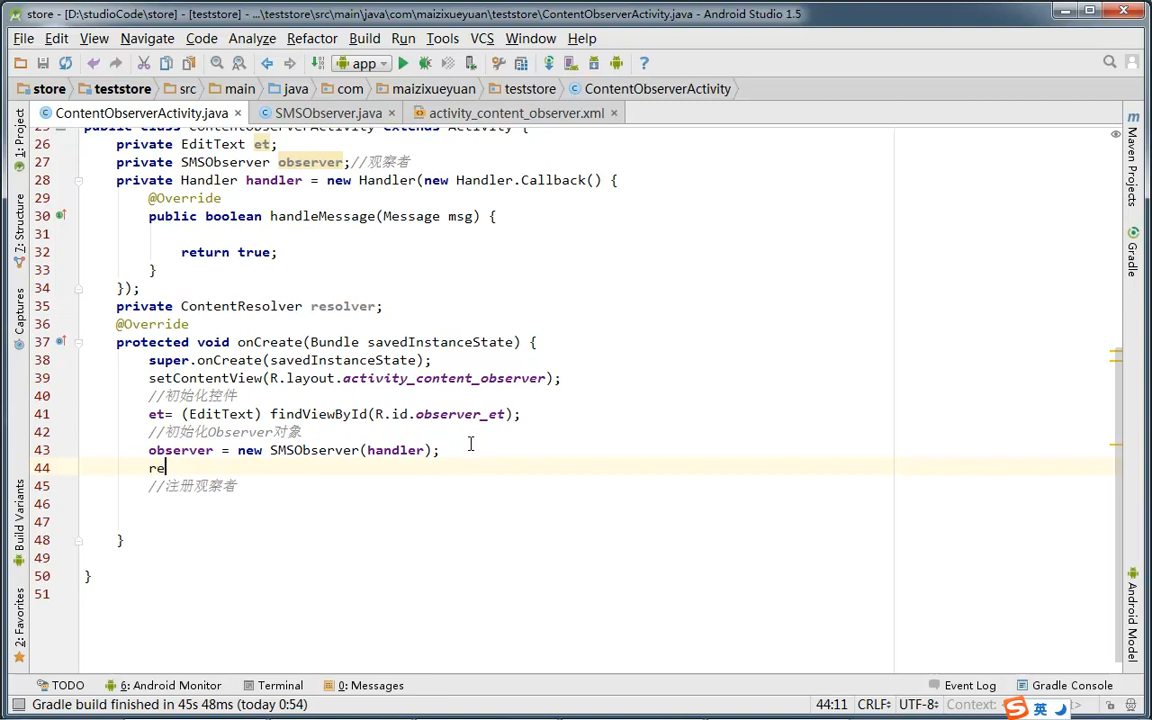 store - [D:\studioCode\store] - [teststore] - ...\teststore\src\main\java\com\maizixueyuan\teststore\ContentObserverActivity.java - Android Studio 1.5
File Edit View Navigate Code Analyze Refactor Build Run Tools VCS Window Help
app
store teststore src main java com maizixueyuan teststore ContentObserverActivity
ContentObserverActivity.java SMSObserver.java activity_content_observer.xml
1: Project
7: Structure
Captures
Build Variants
2: Favorites
25 public class ContentObserverActivity extends Activity {
26 private EditText et;
27 private SMSObserver observer;//观察者
28 private Handler handler = new Handler(new Handler.Callback() {
29 @Override
30 public boolean handleMessage(Message msg) {
31
32 return true;
33 }
34 });
35 private ContentResolver resolver;
36 @Override
37 protected void onCreate(Bundle savedInstanceState) {
38 super.onCreate(savedInstanceState);
39 setContentView(R.layout.activity_content_observer);
40 //初始化控件
41 et= (EditText) findViewById(R.id.observer_et);
42 //初始化Observer对象
43 observer = new SMSObserver(handler);
44 re
45 //注册观察者
46
47
48 }
49
50 }
51
Maven Projects
Gradle
Android Model
TODO 6: Android Monitor Terminal 0: Messages Event Log Gradle Console
Gradle build finished in 45s 48ms (today 0:54) 44:11 CRLF UTF-8 Context: 英